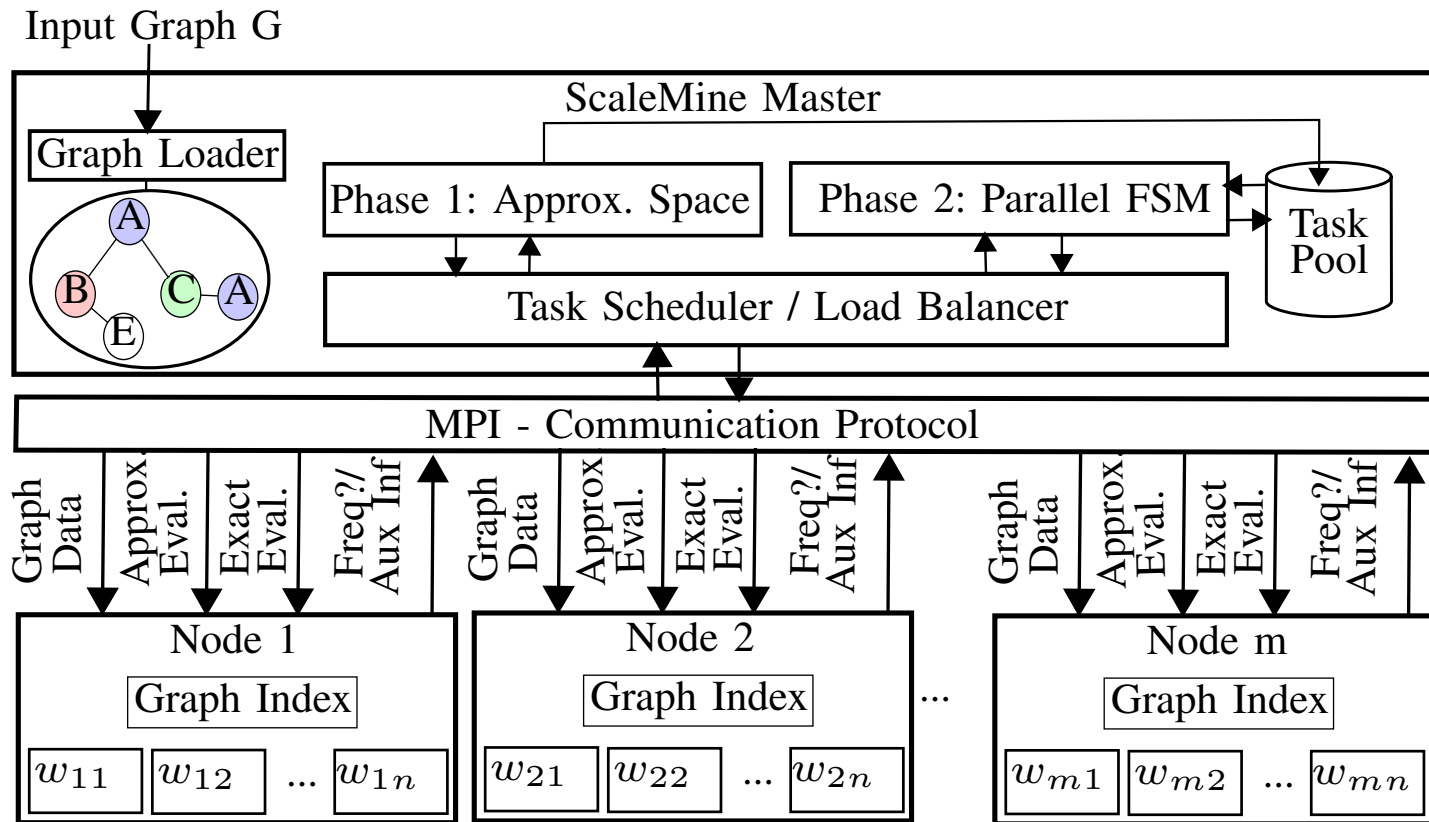 Input Graph G
ScaleMine Master
Graph Loader
Phase 1: Approx. Space
Phase 2: Parallel FSM
Task
Pool
A
B
C
A
E
Task Scheduler / Load Balancer
MPI - Communication Protocol
Graph
Data
Approx.
Eval.
Exact
Eval.
Freq?/
Aux Inf
Graph
Data
Approx
Eval.
Exact
Eval.
Freq?/
Aux Inf
Graph
Data
Approx.
Eval.
Exact
Eval.
Freq?/
Aux Inf
Node 1
Graph Index
w11 w12 ... w1n
Node 2
Graph Index
w21 w22 ... w2n
...
Node m
Graph Index
wm1 wm2 ... wmn